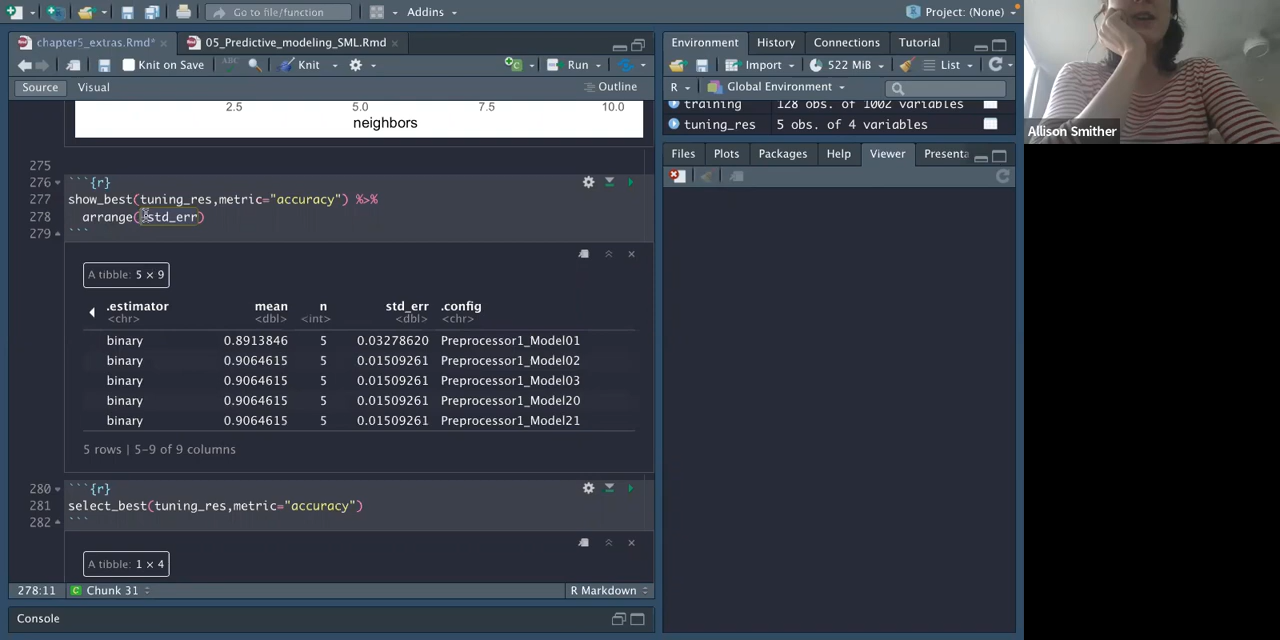 Go to file/function
Addins
Project: (None)
chapter5_extras.Rmd*
05_Predictive_modeling_SML.Rmd
Knit on Save
ABC
Knit
Run
Source
Visual
Outline
2.5
5.0
7.5
10.0
neighbors
275
276
```{r}
277
show_best(tuning_res,metric="accuracy") %>%
278
279
```
A tibble: 5 × 9
.estimator mean n std_err .config
<chr> <dbl> <int> <dbl> <chr>
binary 0.8913846 5 0.03278620 Preprocessor1_Model01
binary 0.9064615 5 0.01509261 Preprocessor1_Model02
binary 0.9064615 5 0.01509261 Preprocessor1_Model03
binary 0.9064615 5 0.01509261 Preprocessor1_Model20
binary 0.9064615 5 0.01509261 Preprocessor1_Model21
5 rows | 5-9 of 9 columns
280
```{r}
281
select_best(tuning_res,metric="accuracy")
282
```
A tibble: 1 × 4
278:11
C Chunk 31
R Markdown
Console
Environment
History
Connections
Tutorial
Import
522 MiB
List
R
Global Environment
training 128 obs. of 1002 variables
tuning_res 5 obs. of 4 variables
Files
Plots
Packages
Help
Viewer
Presenta
Allison Smither